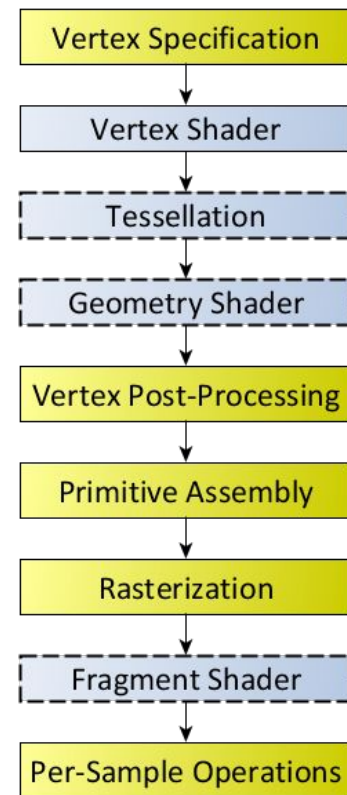 Vertex Specification
Vertex Shader
Tessellation
Geometry Shader
Vertex Post-Processing
Primitive Assembly
Rasterization
Fragment Shader
Per-Sample Operations